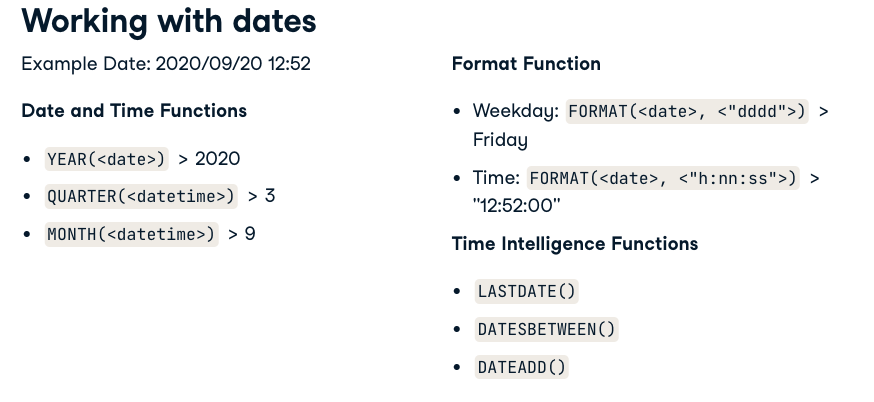 Working with dates
Example Date: 2020/09/20 12:52
Date and Time Functions
• YEAR(<date>) > 2020
• QUARTER(<datetime>) > 3
• MONTH(<datetime>) > 9
Format Function
• Weekday: FORMAT(<date>, <"dddd">) >
Friday
• Time: FORMAT(<date>, <"h:nn:ss">) >
"12:52:00"
Time Intelligence Functions
• LASTDATE()
• DATESBETWEEN()
• DATEADD()